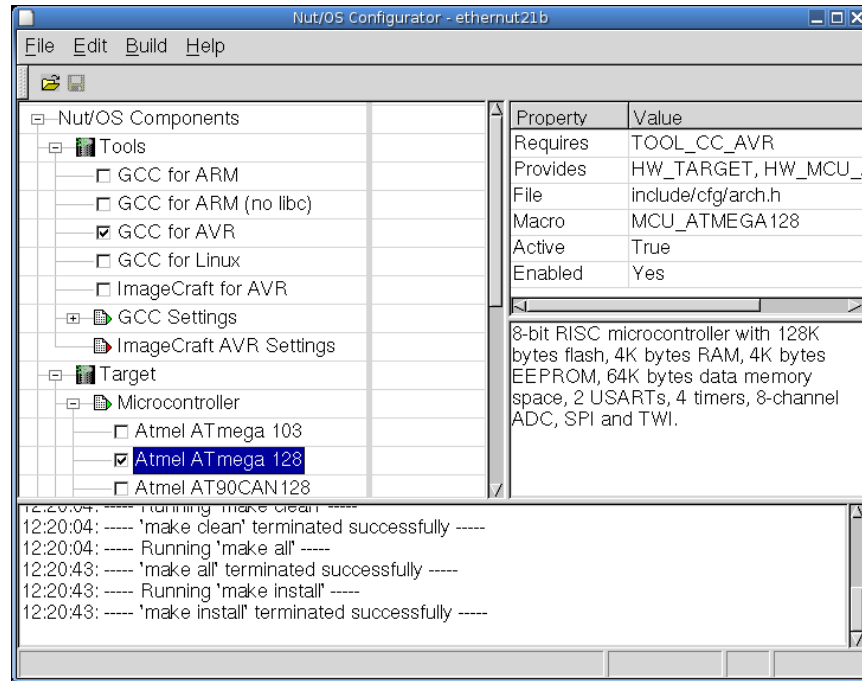 Nut/OS Configurator - ethernut21b
File Edit Build Help
Nut/OS Components
Tools
GCC for ARM
GCC for ARM (no libc)
GCC for AVR
GCC for Linux
ImageCraft for AVR
GCC Settings
ImageCraft AVR Settings
Target
Microcontroller
Atmel ATmega 103
Atmel ATmega 128
Atmel AT90CAN128
Property Value
Requires TOOL_CC_AVR
Provides HW_TARGET, HW_MCU_
File include/cfg/arch.h
Macro MCU_ATMEGA128
Active True
Enabled Yes
8-bit RISC microcontroller with 128K
bytes flash, 4K bytes RAM, 4K bytes
EEPROM, 64K bytes data memory
space, 2 USARTs, 4 timers, 8-channel
ADC, SPI and TWI.
12:20:04: ----- Running 'make clean' -----
12:20:04: ----- 'make clean' terminated successfully -----
12:20:04: ----- Running 'make all' -----
12:20:43: ----- 'make all' terminated successfully -----
12:20:43: ----- Running 'make install' -----
12:20:43: ----- 'make install' terminated successfully -----